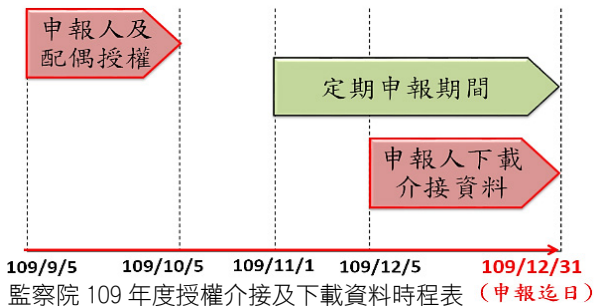 申報人及
配偶授權
定期申報期間
申報人下載
介接資料
109/9/5 109/10/5 109/11/1 109/12/5 109/12/31
監察院 109 年度授權介接及下載資料時程表 (申報迄日)